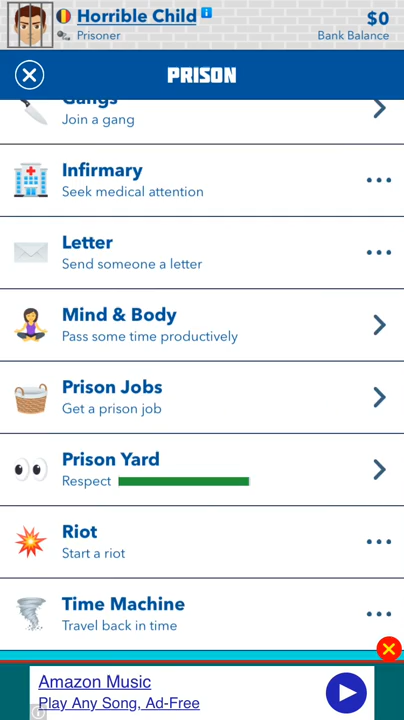 Horrible Child
$0
Prisoner
Bank Balance
PRISON
Gangs
Join a gang
Infirmary
Seek medical attention
Letter
Send someone a letter
Mind & Body
Pass some time productively
Prison Jobs
Get a prison job
Prison Yard
Respect
Riot
Start a riot
Time Machine
Travel back in time
Amazon Music
Play Any Song, Ad-Free